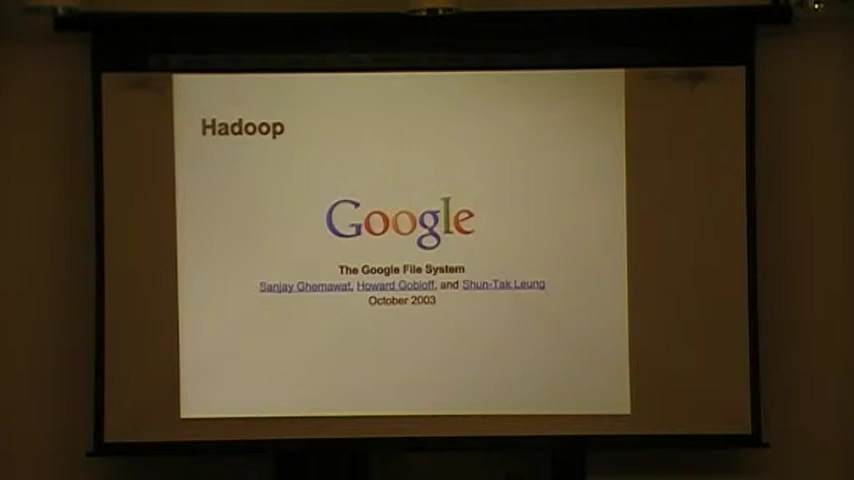 Hadoop
Google
The Google File System
Sanjay Ghemawat, Howard Gobioff, and Shun-Tak Leung
October 2003